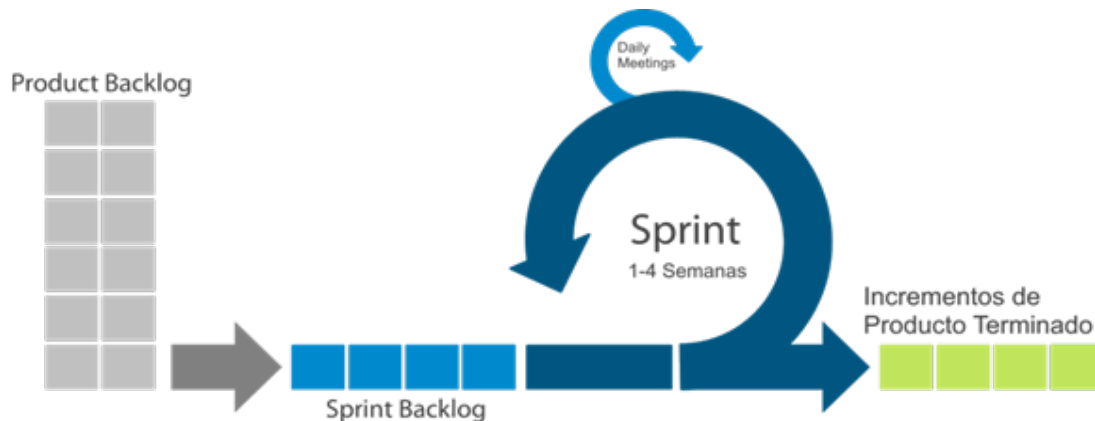 Daily
Meetings
Product Backlog
Sprint
1-4 Semanas
Incrementos de
Producto Terminado
Sprint Backlog